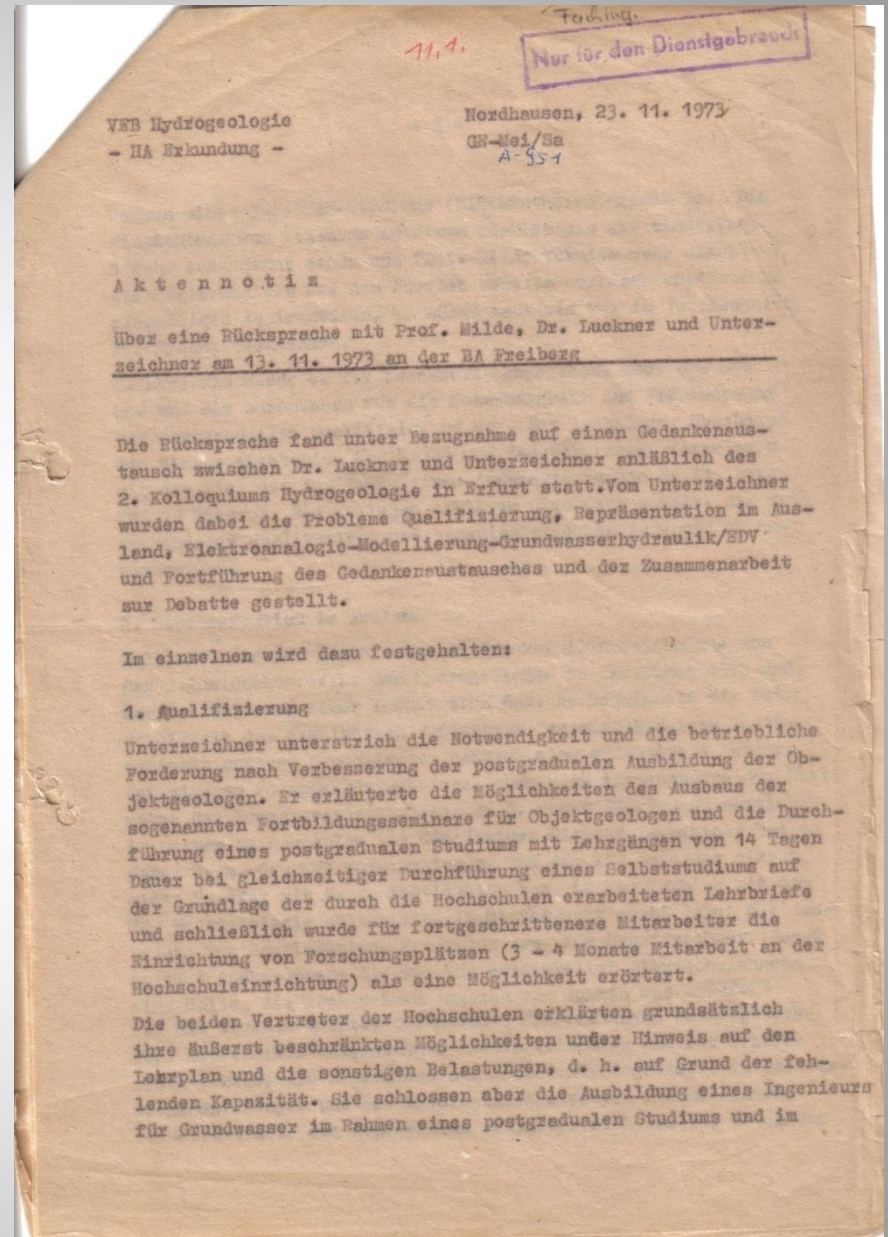 Faching.
11.1.
Nur für den Dienstgebrauch
VEB Hydrogeologie
- HA Erkundung -
Nordhausen, 23. 11. 1973
GE-Mei/Sa
A-951
Aktennotiz
über eine Rücksprache mit Prof. Milde, Dr. Luckner und Unter-
zeichner am 13. 11. 1973 an der BA Freiberg
Die Rücksprache fand unter Bezugnahme auf einen Gedankenaus-
tausch zwischen Dr. Luckner und Unterzeichner anläßlich des
2. Kolloquiums Hydrogeologie in Erfurt statt.Vom Unterzeichner
wurden dabei die Probleme Qualifizierung, Repräsentation im Aus-
land, Elektroanalogie-Modellierung-Grundwasserhydraulik/EDV
und Fortführung des Gedankenaustausches und der Zusammenarbeit
zur Debatte gestellt.
Im einzelnen wird dazu festgehalten:
1. Qualifizierung
Unterzeichner unterstrich die Notwendigkeit und die betriebliche
Forderung nach Verbesserung der postgradualen Ausbildung der Ob-
jektgeologen. Er erläuterte die Möglichkeiten des Ausbaus der
sogenannten Fortbildungsseminare für Objektgeologen und die Durch-
führung eines postgradualen Studiums mit Lehrgängen von 14 Tagen
Dauer bei gleichzeitiger Durchführung eines Selbststudiums auf
der Grundlage der durch die Hochschulen erarbeiteten Lehrbriefe
und schließlich wurde für fortgeschrittenere Mitarbeiter die
Einrichtung von Forschungsplätzen (3 - 4 Monate Mitarbeit an der
Hochschuleinrichtung) als eine Möglichkeit erörtert.
Die beiden Vertreter der Hochschulen erklärten grundsätzlich
ihre äußerst beschränkten Möglichkeiten under Hinweis auf den
Lehrplan und die sonstigen Belastungen, d. h. auf Grund der feh-
lenden Kapazität. Sie schlossen aber die Ausbildung eines Ingenieurs
für Grundwasser im Rahmen eines postgradualen Studiums und im